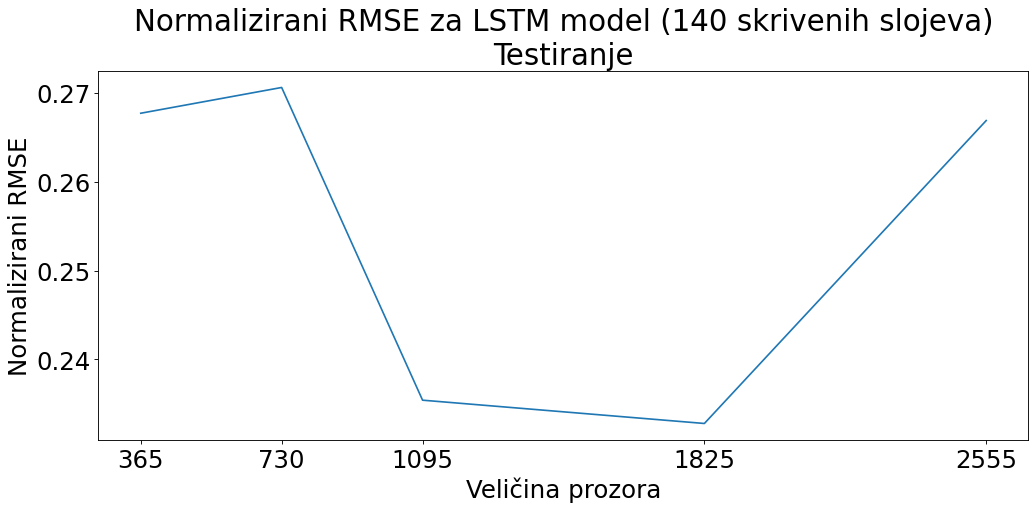 Normalizirani RMSE za LSTM model (140 skrivenih slojeva)
Testiranje
Normalizirani RMSE
0.27
0.26
0.25
0.24
365 730 1095 1825 2555
Veličina prozora